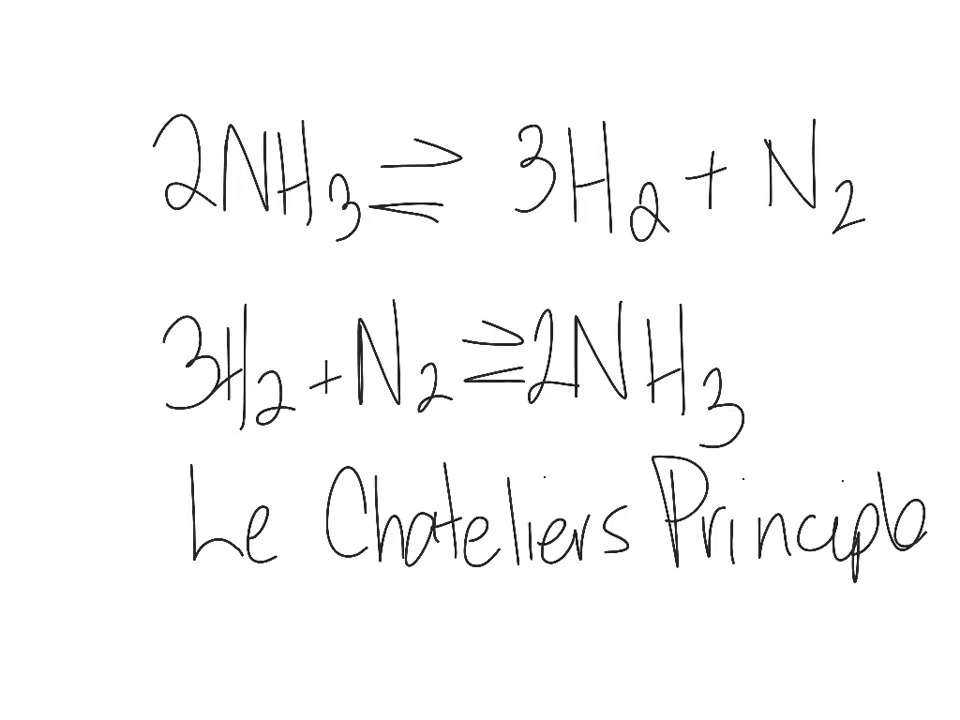 2NH₃ ⇌ 3H₂ + N₂
3H₂ + N₂ ⇌ 2NH₃
Le Chateliers Principle